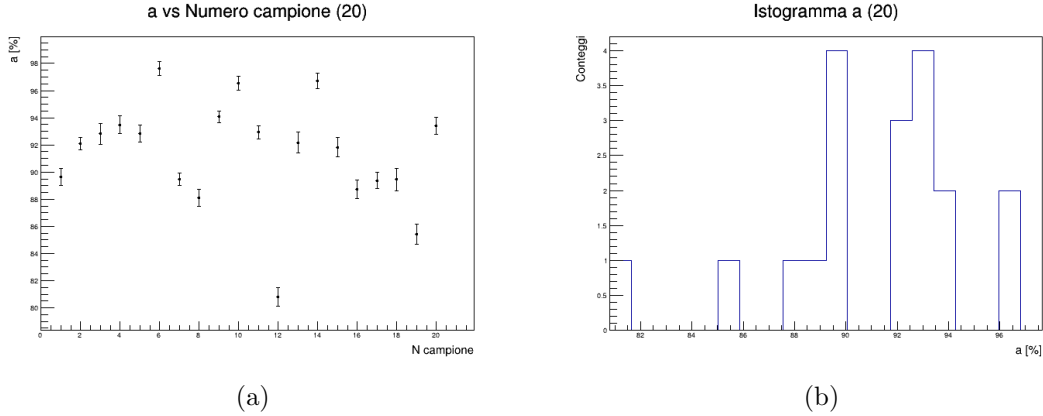 a vs Numero campione (20)
a [%]
98
96
94
92
90
88
86
84
82
80
0 2 4 6 8 10 12 14 16 18 20
N campione
(a)
Istogramma a (20)
Conteggi
4
3.5
3
2.5
2
1.5
1
0.5
0
82 84 86 88 90 92 94 96
a [%]
(b)